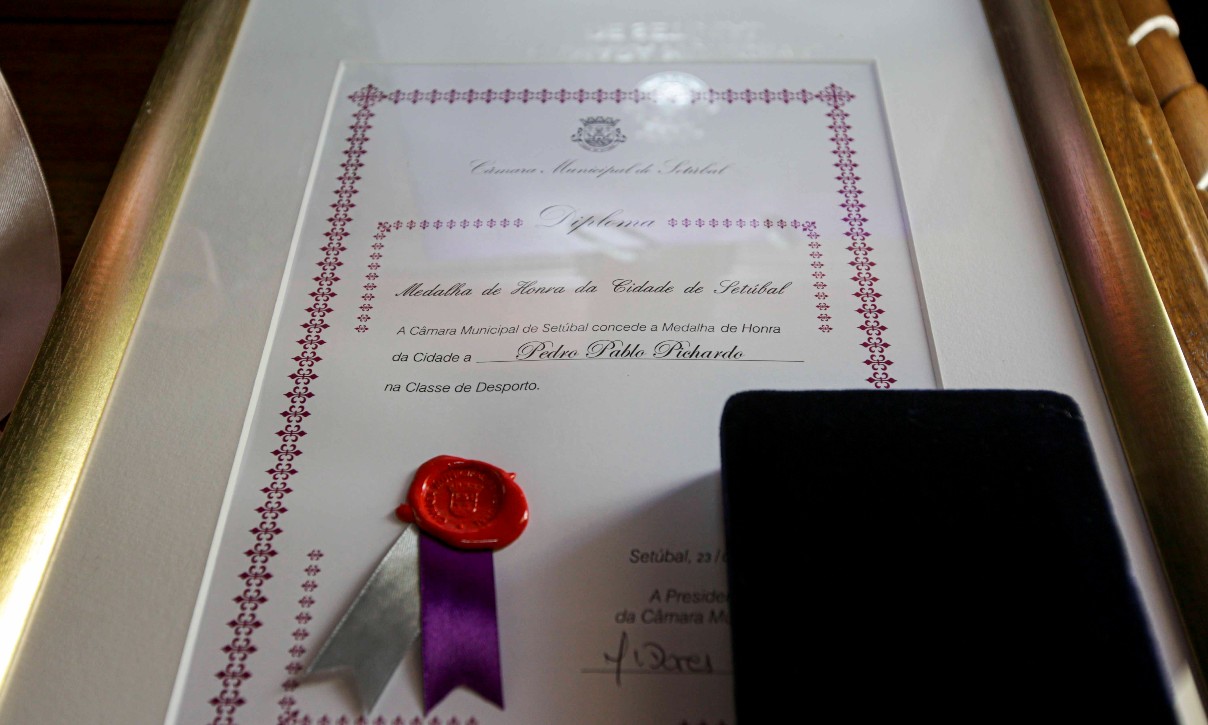 Câmara Municipal de Setúbal
Diploma
Medalha de Honra da Cidade de Setúbal
A Câmara Municipal de Setúbal concede a Medalha de Honra
da Cidade a Pedro Pablo Pichardo
na Classe de Desporto.
Setúbal, 23/
A
da Câmara